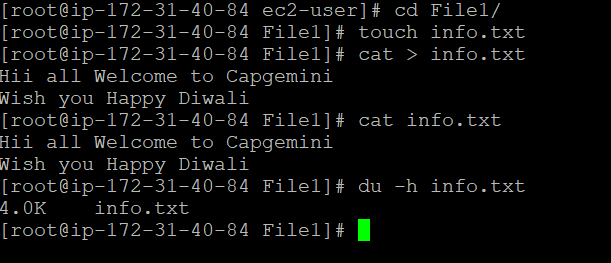 [root@ip-172-31-40-84 ec2-user]# cd File1/
[root@ip-172-31-40-84 File1]# touch info.txt
[root@ip-172-31-40-84 File1]# cat > info.txt
Hii all Welcome to Capgemini
Wish you Happy Diwali
[root@ip-172-31-40-84 File1]# cat info.txt
Hii all Welcome to Capgemini
Wish you Happy Diwali
[root@ip-172-31-40-84 File1]# du -h info.txt
4.0K    info.txt
[root@ip-172-31-40-84 File1]#